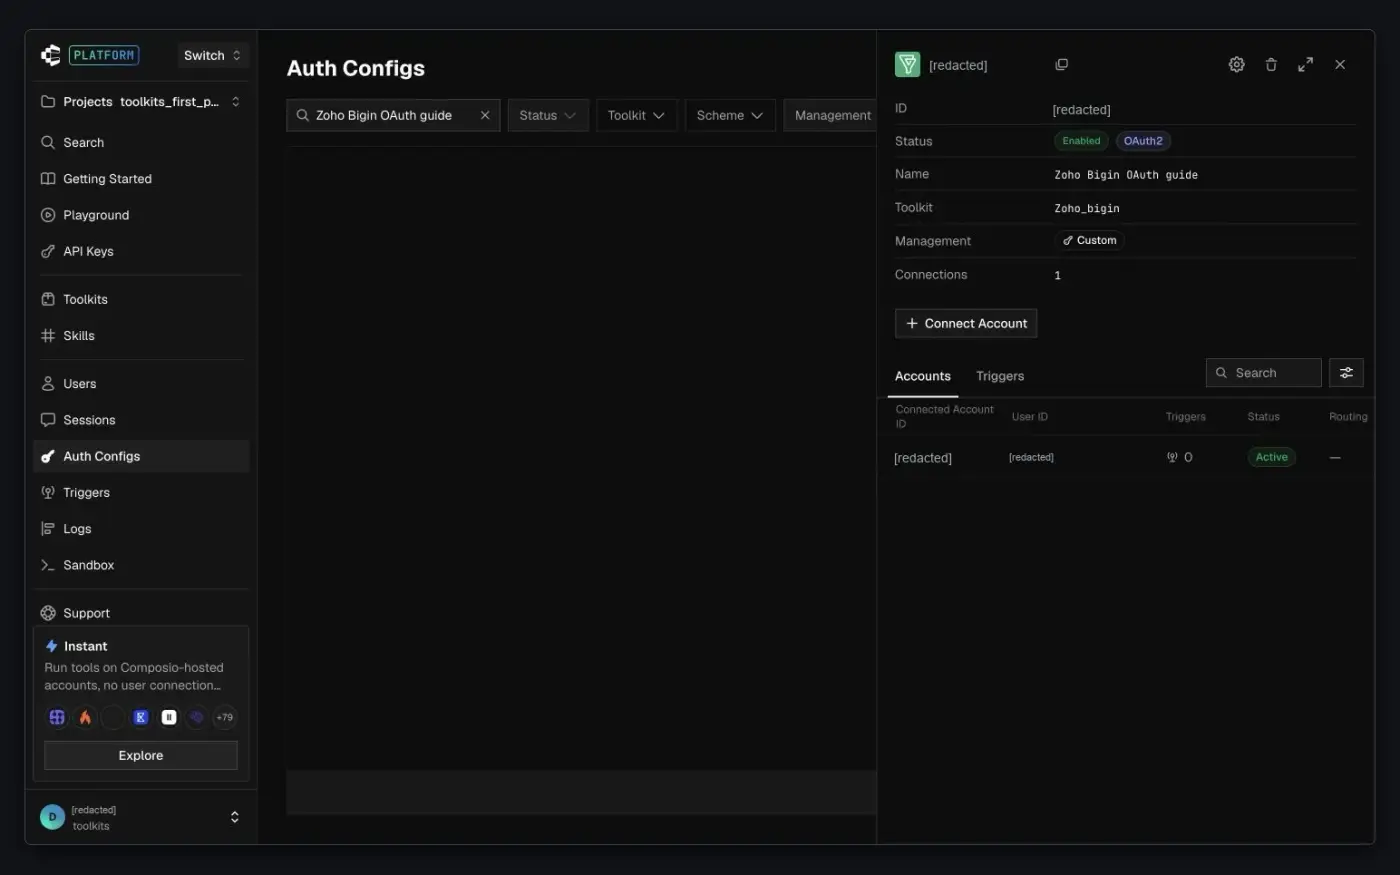 PLATFORM
Switch
Projects toolkits_first_p...
Search
Getting Started
Playground
API Keys
Toolkits
Skills
Users
Sessions
Auth Configs
Triggers
Logs
Sandbox
Support
Instant
Run tools on Composio-hosted
accounts, no user connection...
+79
Explore
D
[redacted]
toolkits
Auth Configs
Zoho Bigin OAuth guide
Status
Toolkit
Scheme
Management
[redacted]
ID [redacted]
Status Enabled OAuth2
Name Zoho Bigin OAuth guide
Toolkit Zoho_bigin
Management Custom
Connections 1
+ Connect Account
Accounts Triggers
Search
Connected Account ID User ID Triggers Status Routing
[redacted] [redacted] 0 Active —